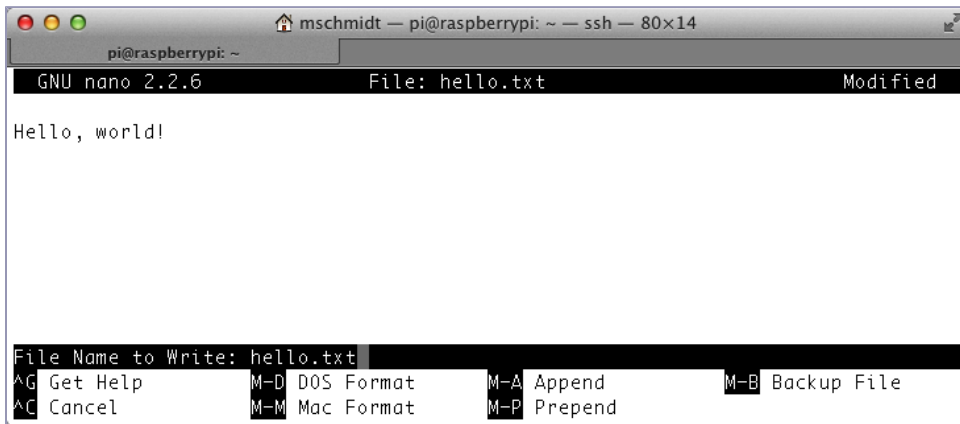 mschmidt — pi@raspberrypi: ~ — ssh — 80×14
pi@raspberrypi: ~
GNU nano 2.2.6 File: hello.txt Modified
Hello, world!
File Name to Write: hello.txt
^G Get Help M-D DOS Format M-A Append M-B Backup File
^C Cancel M-M Mac Format M-P Prepend